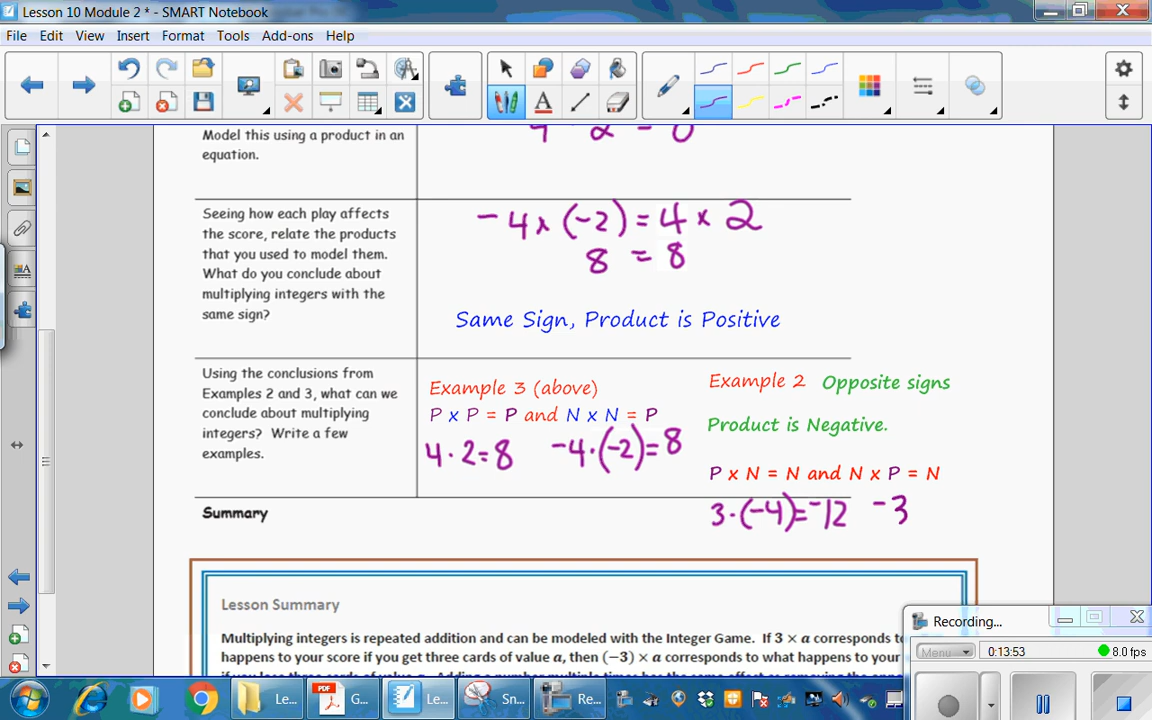 Lesson 10 Module 2 * - SMART Notebook
File Edit View Insert Format Tools Add-ons Help
Model this using a product in an
equation.
Seeing how each play affects
the score, relate the products
that you used to model them.
What do you conclude about
multiplying integers with the
same sign?
-4 x (-2) = 4 x 2
8 = 8
Same Sign, Product is Positive
Using the conclusions from
Examples 2 and 3, what can we
conclude about multiplying
integers? Write a few
examples.
Example 3 (above)
P x P = P and N x N = P
4 · 2 = 8 -4 · (-2) = 8
Example 2 Opposite signs
Product is Negative.
P x N = N and N x P = N
3 · (-4) = -12 -3
Summary
Lesson Summary
Multiplying integers is repeated addition and can be modeled with the Integer Game. If 3 × a corresponds to
happens to your score if you get three cards of value a, then (−3) × a corresponds to what happens to your
Recording...
Menu 0:13:53 8.0 fps
Le... G... Le... Sn... Re...